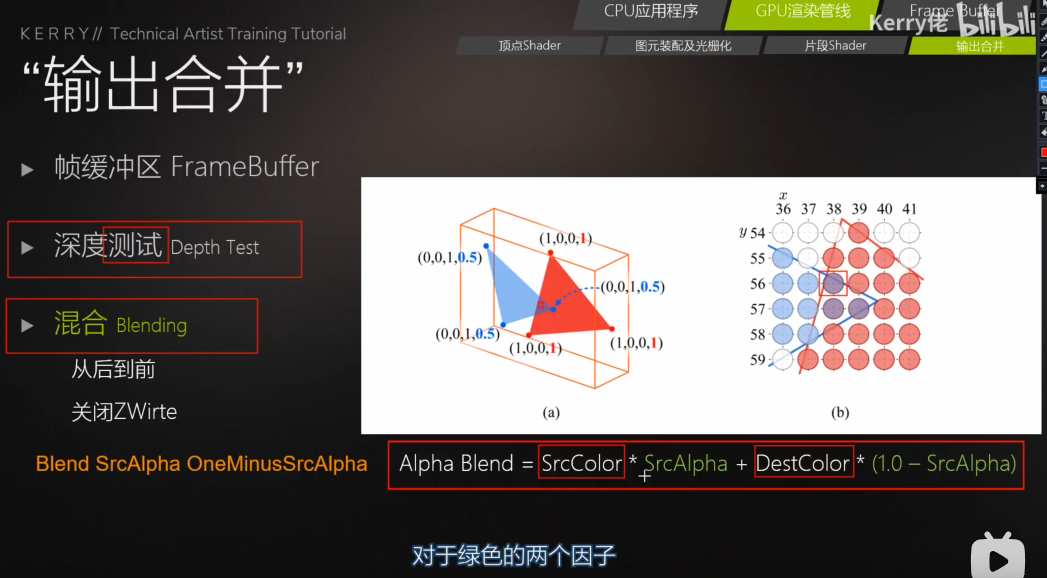 CPU应用程序
GPU渲染管线
Frame Buffer
Kerry佬 bilibili
KERRY// Technical Artist Training Tutorial
顶点Shader
图元装配及光栅化
片段Shader
输出合并
“输出合并”
▶ 帧缓冲区 FrameBuffer
▶ 深度测试 Depth Test
▶ 混合 Blending
从后到前
关闭ZWirte
(1,0,0,1)
(0,0,1,0.5)
(0,0,1,0.5)
(0,0,1,0.5)
(1,0,0,1)
(1,0,0,1)
(a)
x
36 37 38 39 40 41
y 54
55
56
57
58
59
(b)
Blend SrcAlpha OneMinusSrcAlpha
Alpha Blend = SrcColor * SrcAlpha + DestColor * (1.0 – SrcAlpha)
对于绿色的两个因子